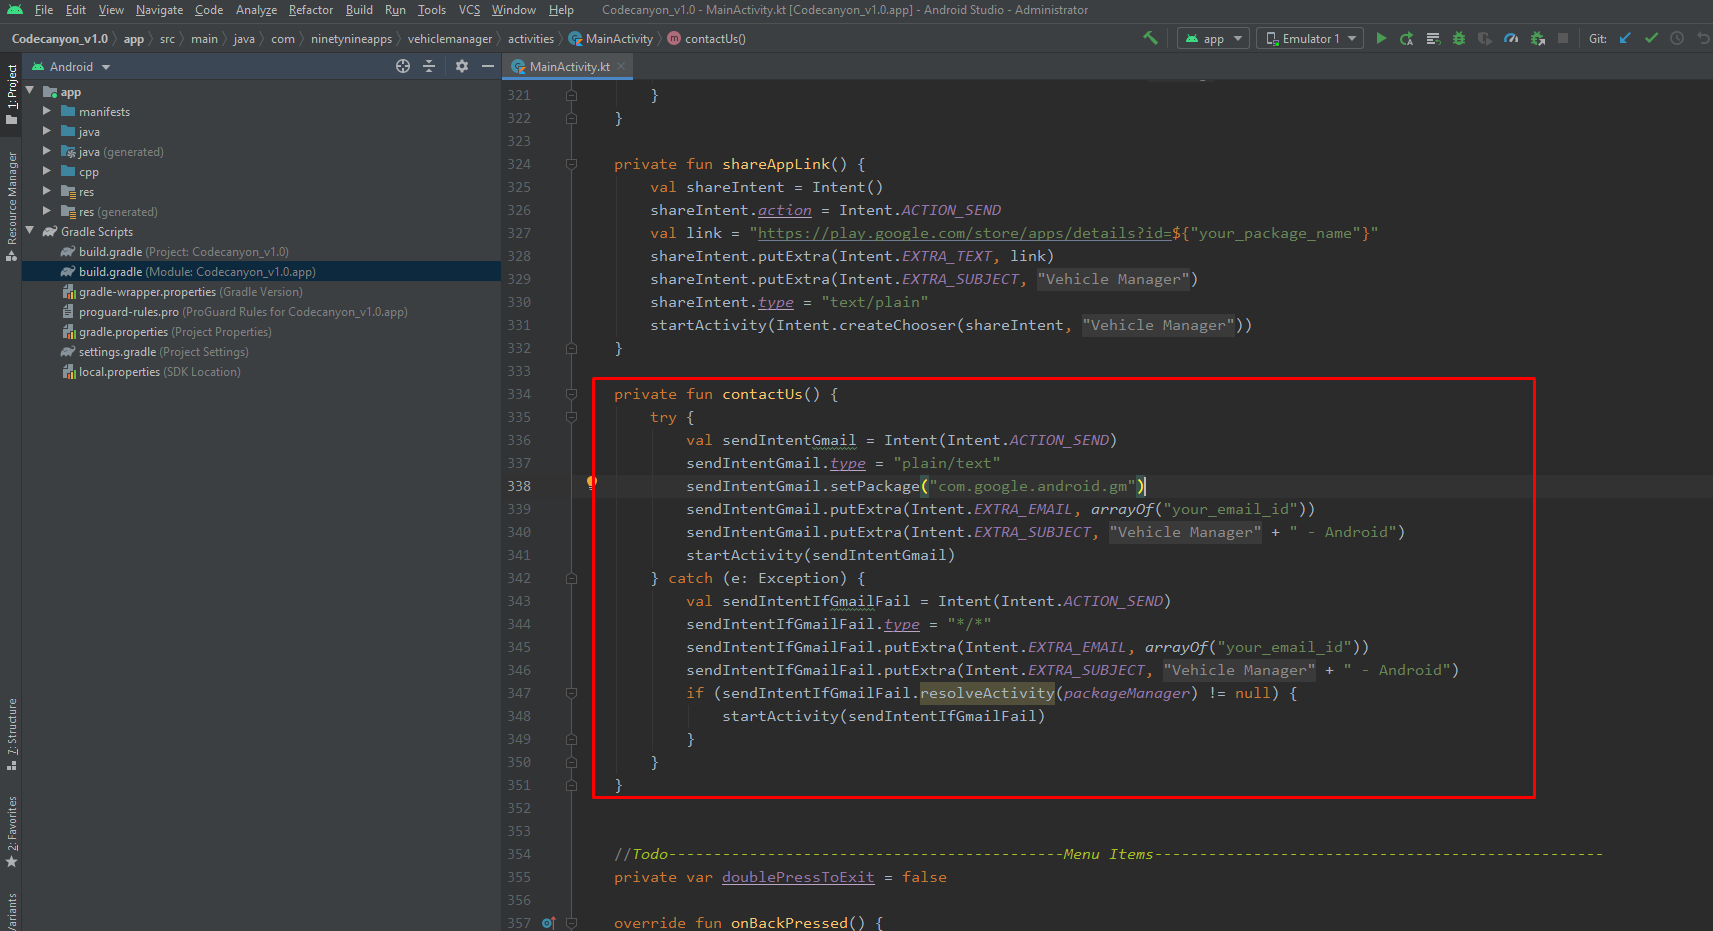 File Edit View Navigate Code Analyze Refactor Build Run Tools VCS Window Help Codecanyon_v1.0 - MainActivity.kt [Codecanyon_v1.0.app] - Android Studio - Administrator
Codecanyon_v1.0 app src main java com ninetynineapps vehiclemanager activities MainActivity contactUs() app Emulator 1 Git:
Android
MainActivity.kt
1: Project
Resource Manager
7: Structure
2: Favorites
app
manifests
java
java (generated)
cpp
res
res (generated)
Gradle Scripts
build.gradle (Project: Codecanyon_v1.0)
build.gradle (Module: Codecanyon_v1.0.app)
gradle-wrapper.properties (Gradle Version)
proguard-rules.pro (ProGuard Rules for Codecanyon_v1.0.app)
gradle.properties (Project Properties)
settings.gradle (Project Settings)
local.properties (SDK Location)
321 }
322 }
323
324 private fun shareAppLink() {
325 val shareIntent = Intent()
326 shareIntent.action = Intent.ACTION_SEND
327 val link = "https://play.google.com/store/apps/details?id=${"your_package_name"}"
328 shareIntent.putExtra(Intent.EXTRA_TEXT, link)
329 shareIntent.putExtra(Intent.EXTRA_SUBJECT, "Vehicle Manager")
330 shareIntent.type = "text/plain"
331 startActivity(Intent.createChooser(shareIntent, "Vehicle Manager"))
332 }
333
334 private fun contactUs() {
335 try {
336 val sendIntentGmail = Intent(Intent.ACTION_SEND)
337 sendIntentGmail.type = "plain/text"
338 sendIntentGmail.setPackage("com.google.android.gm")
339 sendIntentGmail.putExtra(Intent.EXTRA_EMAIL, arrayOf("your_email_id"))
340 sendIntentGmail.putExtra(Intent.EXTRA_SUBJECT, "Vehicle Manager" + " - Android")
341 startActivity(sendIntentGmail)
342 } catch (e: Exception) {
343 val sendIntentIfGmailFail = Intent(Intent.ACTION_SEND)
344 sendIntentIfGmailFail.type = "*/*"
345 sendIntentIfGmailFail.putExtra(Intent.EXTRA_EMAIL, arrayOf("your_email_id"))
346 sendIntentIfGmailFail.putExtra(Intent.EXTRA_SUBJECT, "Vehicle Manager" + " - Android")
347 if (sendIntentIfGmailFail.resolveActivity(packageManager) != null) {
348 startActivity(sendIntentIfGmailFail)
349 }
350 }
351 }
352
353
354 //Todo--------------------------------------------Menu Items--------------------------------------------------
355 private var doublePressToExit = false
356
357 override fun onBackPressed() {